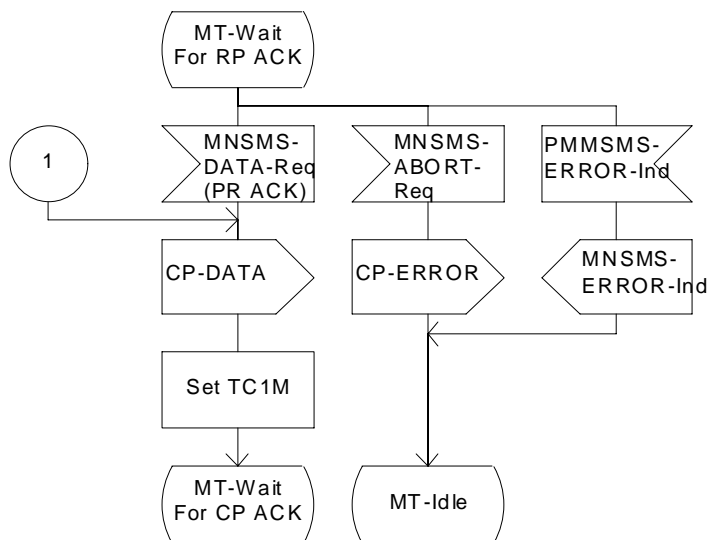 MT-Wait
For RP ACK
1
MNSMS-
DATA-Req
(PR ACK)
MNSMS-
ABORT-
Req
PMMSMS-
ERROR-Ind
CP-DATA
CP-ERROR
MNSMS-
ERROR-Ind
Set TC1M
MT-Wait
For CP ACK
MT-Idle